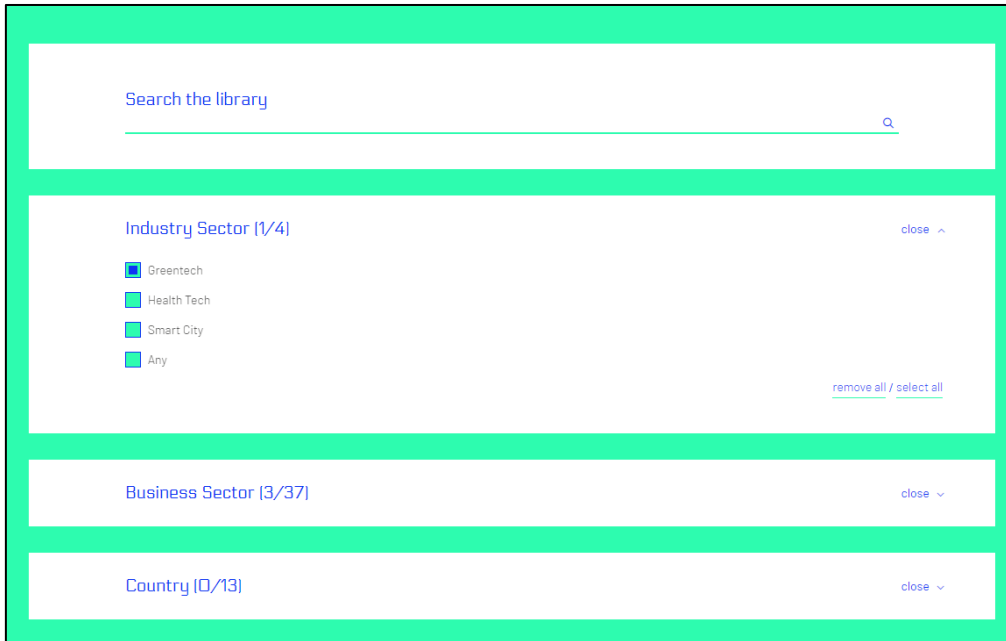 Search the library
Industry Sector (1/4)
close
Greentech
Health Tech
Smart City
Any
remove all / select all
Business Sector (3/37)
close
Country (0/13)
close